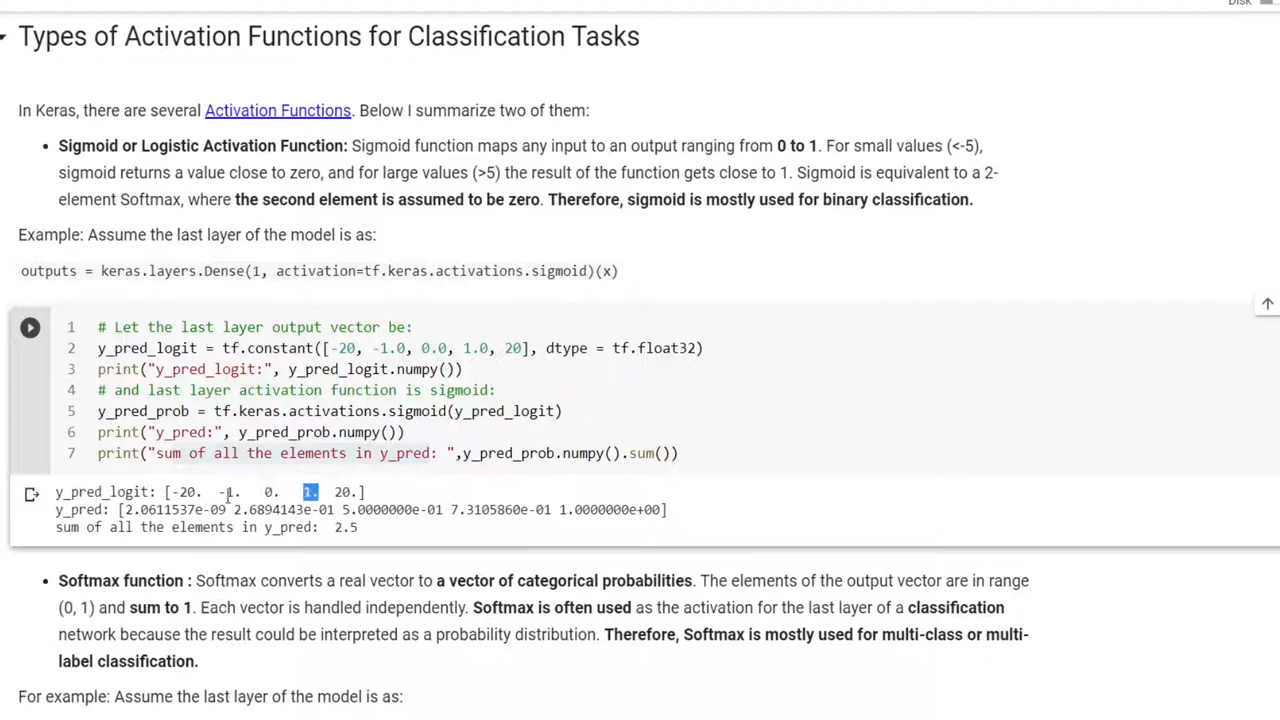 Disk
Types of Activation Functions for Classification Tasks
In Keras, there are several Activation Functions. Below I summarize two of them:
• Sigmoid or Logistic Activation Function: Sigmoid function maps any input to an output ranging from 0 to 1. For small values (<-5),
sigmoid returns a value close to zero, and for large values (>5) the result of the function gets close to 1. Sigmoid is equivalent to a 2-
element Softmax, where the second element is assumed to be zero. Therefore, sigmoid is mostly used for binary classification.
Example: Assume the last layer of the model is as:
outputs = keras.layers.Dense(1, activation=tf.keras.activations.sigmoid)(x)
1 # Let the last layer output vector be:
2 y_pred_logit = tf.constant([-20, -1.0, 0.0, 1.0, 20], dtype = tf.float32)
3 print("y_pred_logit:", y_pred_logit.numpy())
4 # and last layer activation function is sigmoid:
5 y_pred_prob = tf.keras.activations.sigmoid(y_pred_logit)
6 print("y_pred:", y_pred_prob.numpy())
7 print("sum of all the elements in y_pred: ",y_pred_prob.numpy().sum())
y_pred_logit: [-20. -1. 0. 1. 20.]
y_pred: [2.0611537e-09 2.6894143e-01 5.0000000e-01 7.3105860e-01 1.0000000e+00]
sum of all the elements in y_pred: 2.5
• Softmax function : Softmax converts a real vector to a vector of categorical probabilities. The elements of the output vector are in range
(0, 1) and sum to 1. Each vector is handled independently. Softmax is often used as the activation for the last layer of a classification
network because the result could be interpreted as a probability distribution. Therefore, Softmax is mostly used for multi-class or multi-
label classification.
For example: Assume the last layer of the model is as: